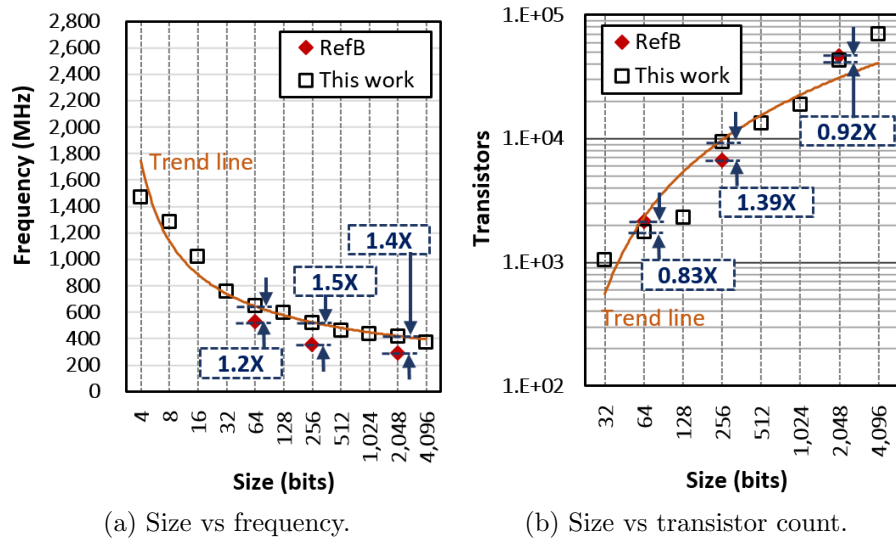 2,800
2,600
2,400
2,200
2,000
1,800
1,600
1,400
1,200
1,000
800
600
400
200
0
Frequency (MHz)
RefB
This work
Trend line
1.4X
1.5X
1.2X
4
8
16
32
64
128
256
512
1,024
2,048
4,096
Size (bits)
(a) Size vs frequency.
1.E+05
1.E+04
1.E+03
1.E+02
Transistors
RefB
This work
0.92X
1.39X
0.83X
Trend line
32
64
128
256
512
1,024
2,048
4,096
Size (bits)
(b) Size vs transistor count.